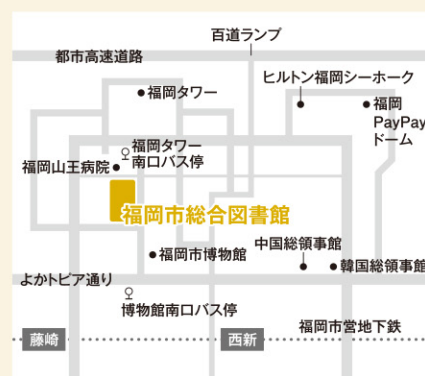 百道ランプ
都市高速道路
ヒルトン福岡シーホーク
福岡タワー
福岡
PayPay
ドーム
福岡タワー
南口バス停
福岡山王病院
福岡市総合図書館
中国総領事館
福岡市博物館
韓国総領事館
よかトピア通り
博物館南口バス停
福岡市営地下鉄
藤崎
西新